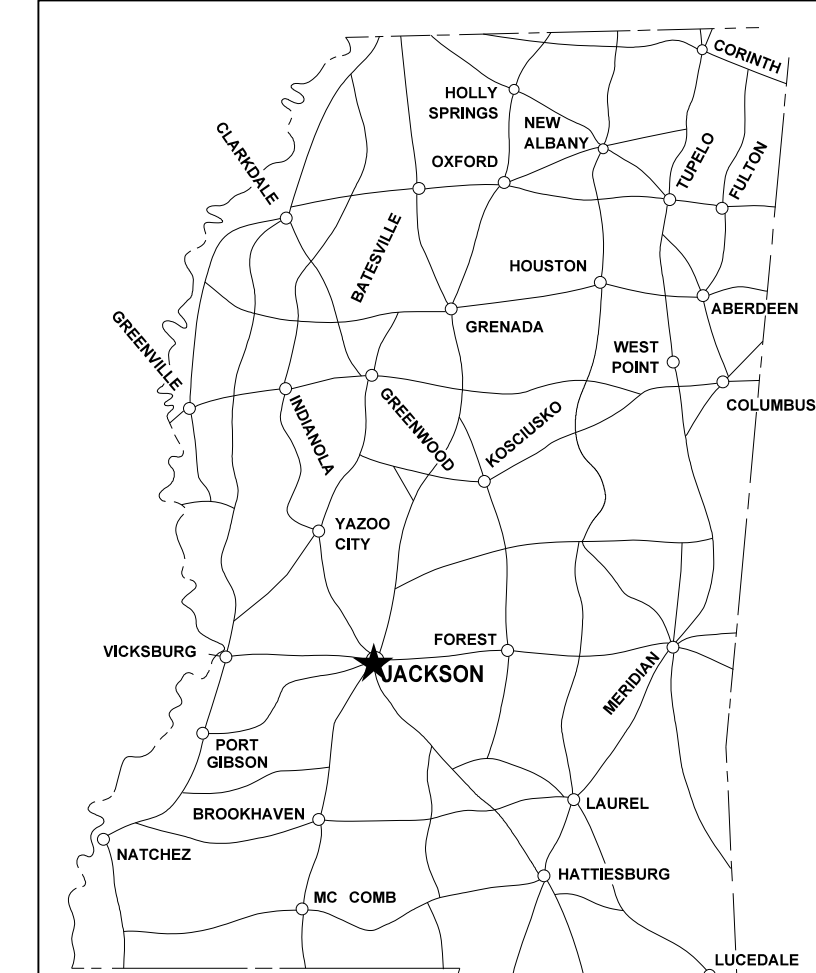 CORINTH
HOLLY
SPRINGS
NEW
ALBANY
CLARKDALE
OXFORD
TUPELO
FULTON
BATESVILLE
HOUSTON
ABERDEEN
GREENVILLE
GRENADA
WEST
POINT
COLUMBUS
INDIANOLA
GREENWOOD
KOSCIUSKO
YAZOO
CITY
VICKSBURG
FOREST
JACKSON
MERIDIAN
PORT
GIBSON
BROOKHAVEN
LAUREL
NATCHEZ
HATTIESBURG
MC COMB
LUCEDALE